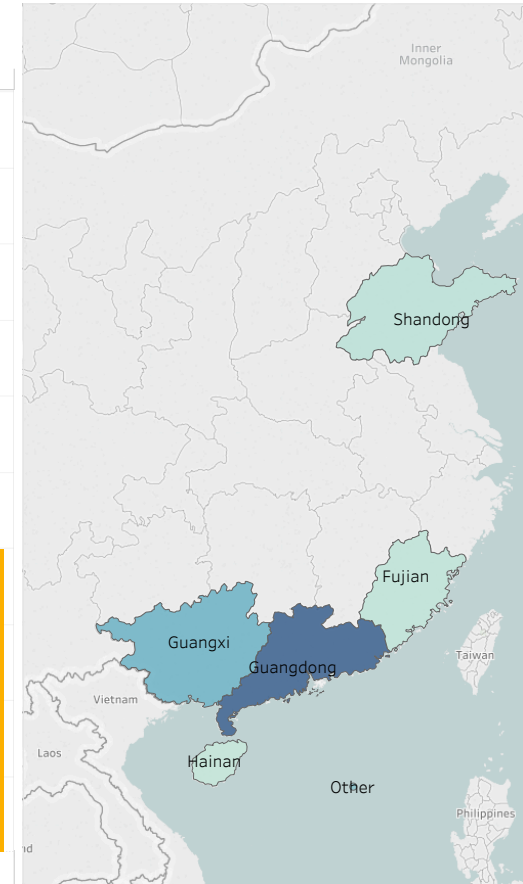 Inner
Mongolia
Shandong
Fujian
Guangxi
Taiwan
Guangdong
Vietnam
Laos
Hainan
Other
Philippines
nd